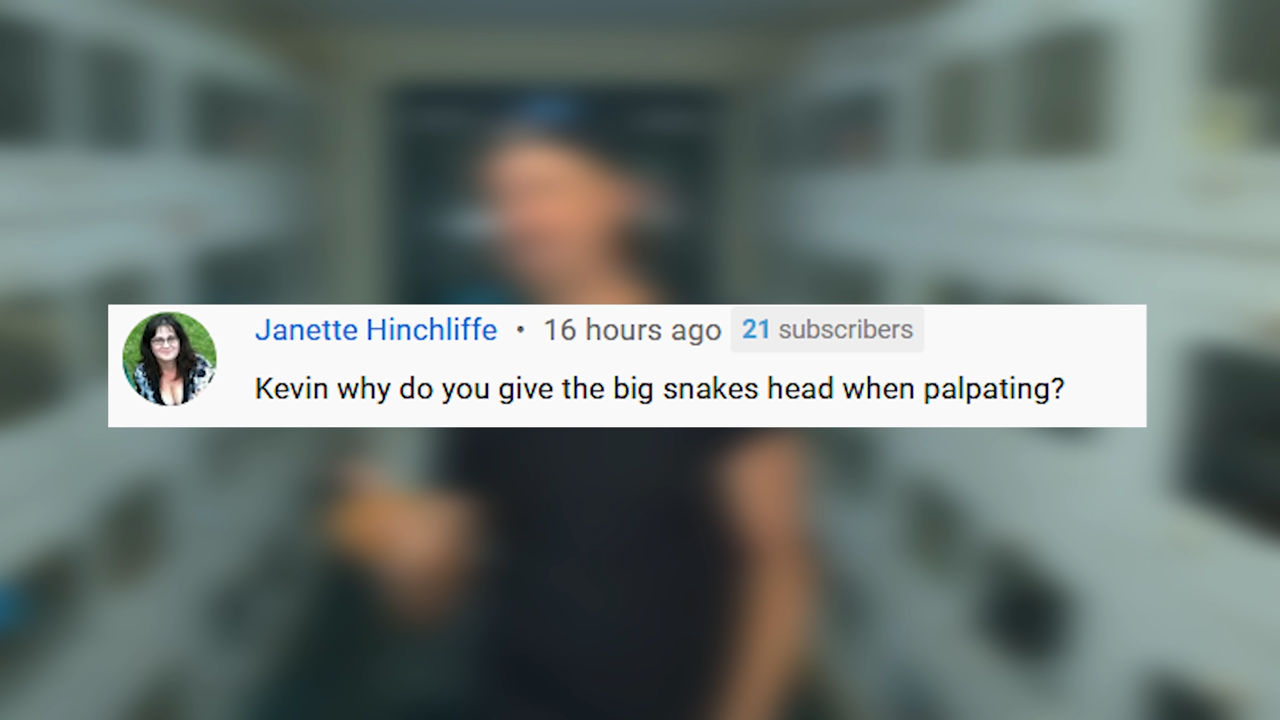 Janette Hinchliffe • 16 hours ago 21 subscribers
Kevin why do you give the big snakes head when palpating?